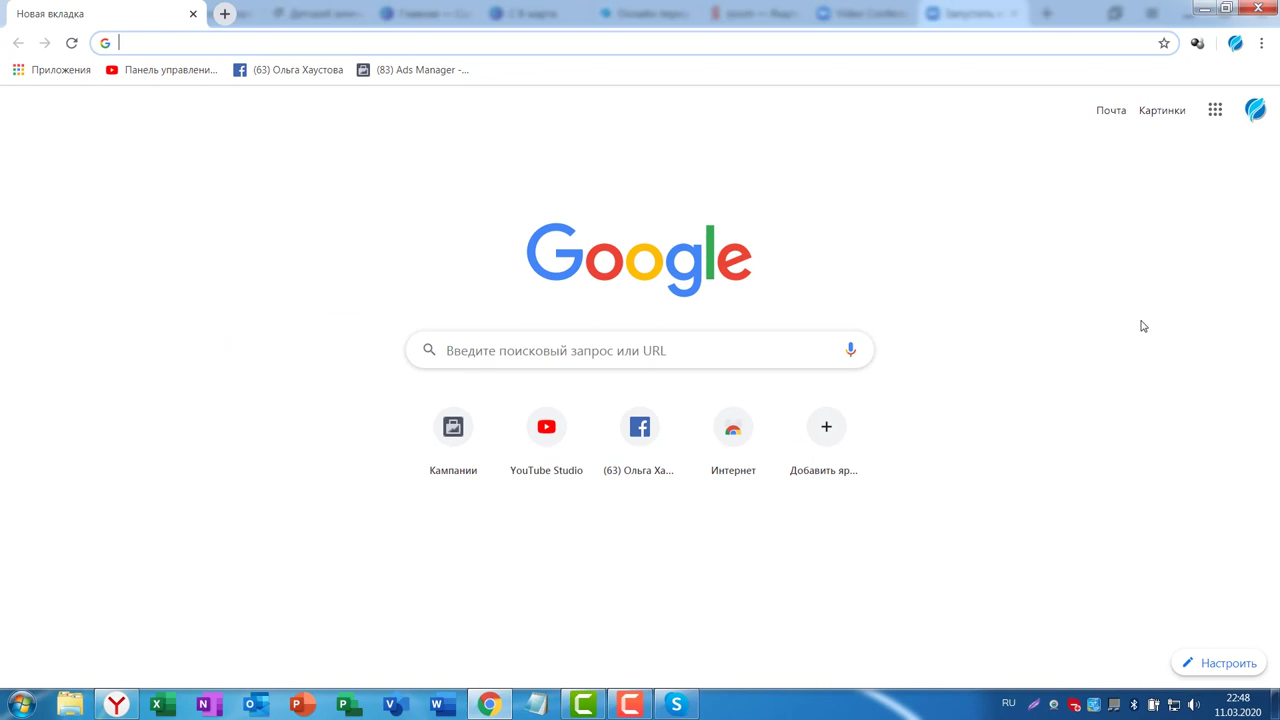 Новая вкладка
Приложения
Панель управлени...
(63) Ольга Хаустова
(83) Ads Manager -...
Почта
Картинки
Google
Введите поисковый запрос или URL
Кампании
YouTube Studio
(63) Ольга Ха...
Интернет
Добавить яр...
Настроить
RU
22:48
11.03.2020